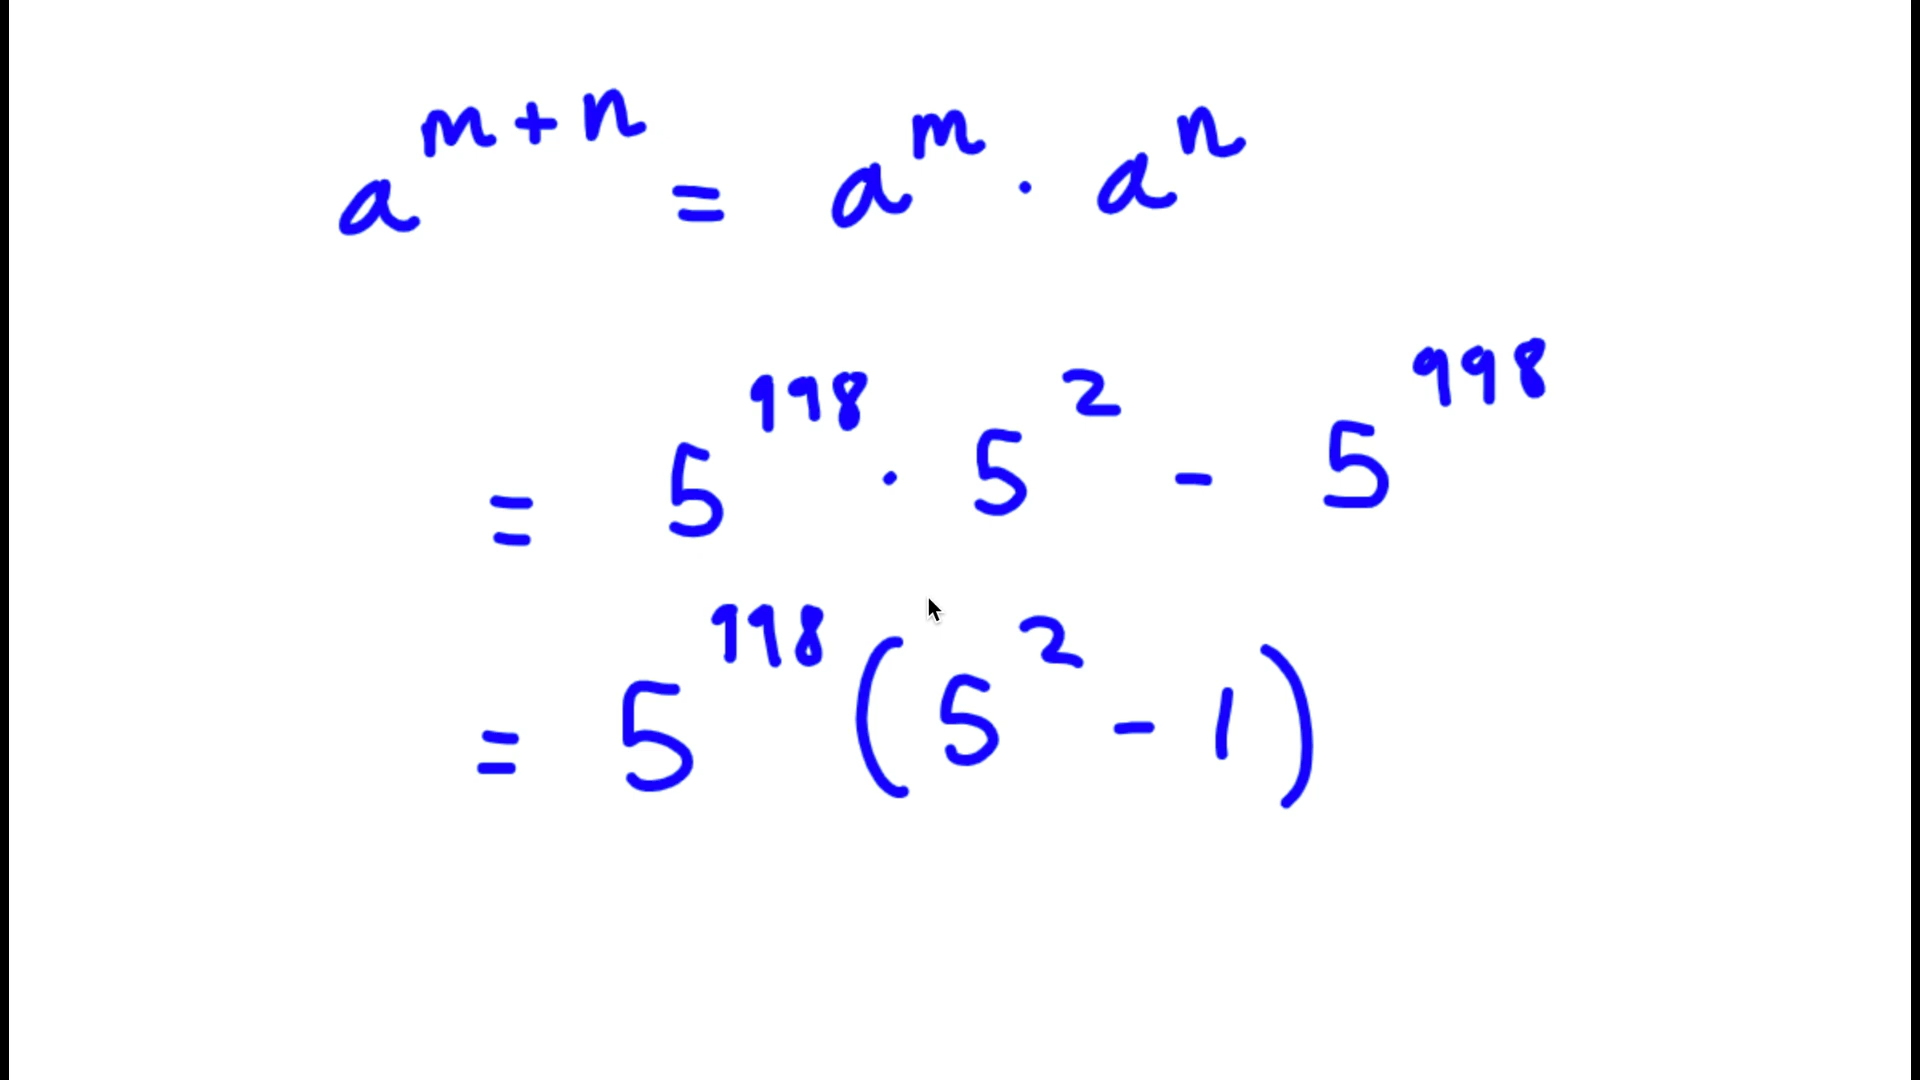 a^{m+n} = a^m · a^n
= 5^{998} · 5^2 - 5^{998}
= 5^{998} (5^2 - 1)